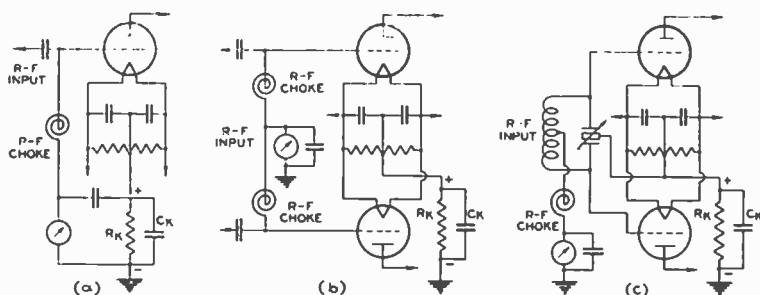 R-F
INPUT
R-F
CHOKE
+
RK
CK
−
(a)
R-F
CHOKE
R-F
INPUT
R-F
CHOKE
+
RK
CK
−
(b)
R-F
INPUT
R-F
CHOKE
+
RK
CK
−
(c)